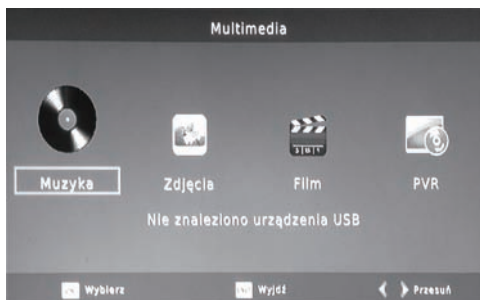 Multimedia
Muzyka Zdjęcia Film PVR
Nie znaleziono urządzenia USB
Wybierz Wyjdź Przesuń